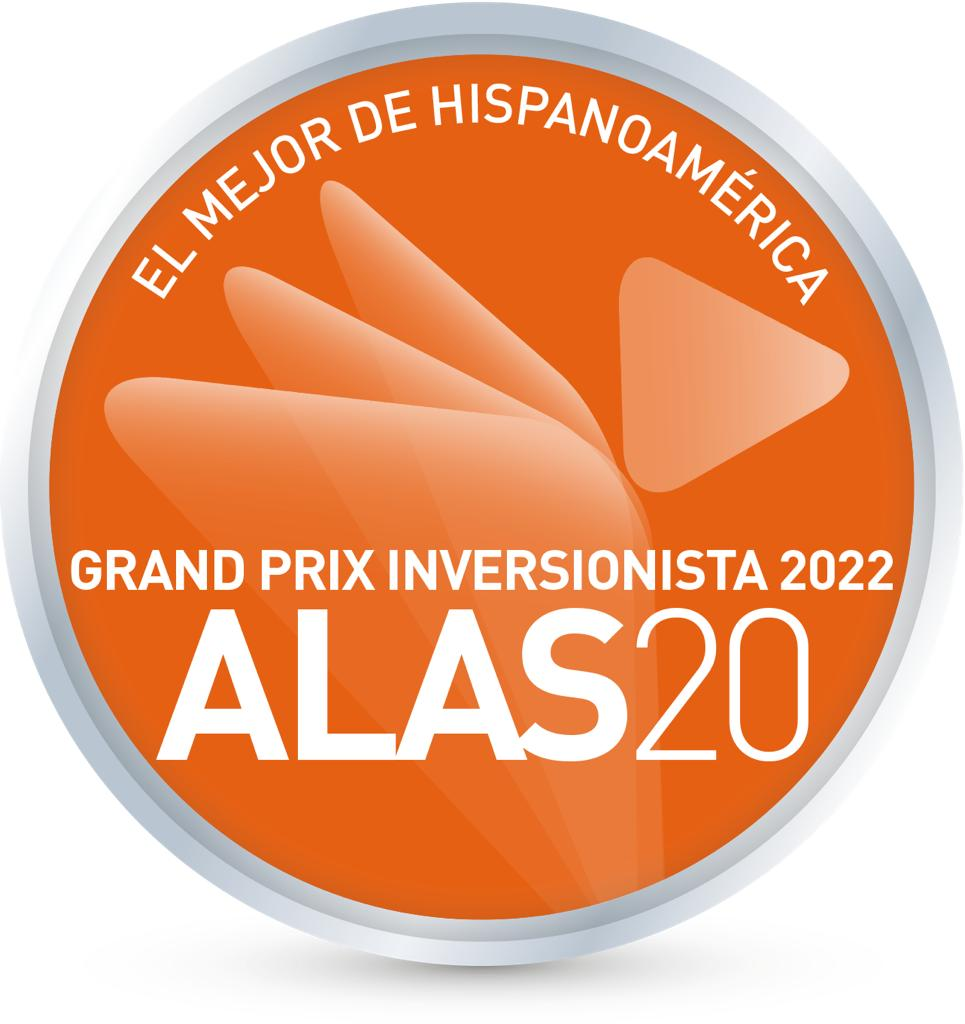 EL MEJOR DE HISPANOAMÉRICA
GRAND PRIX INVERSIONISTA 2022
ALAS20